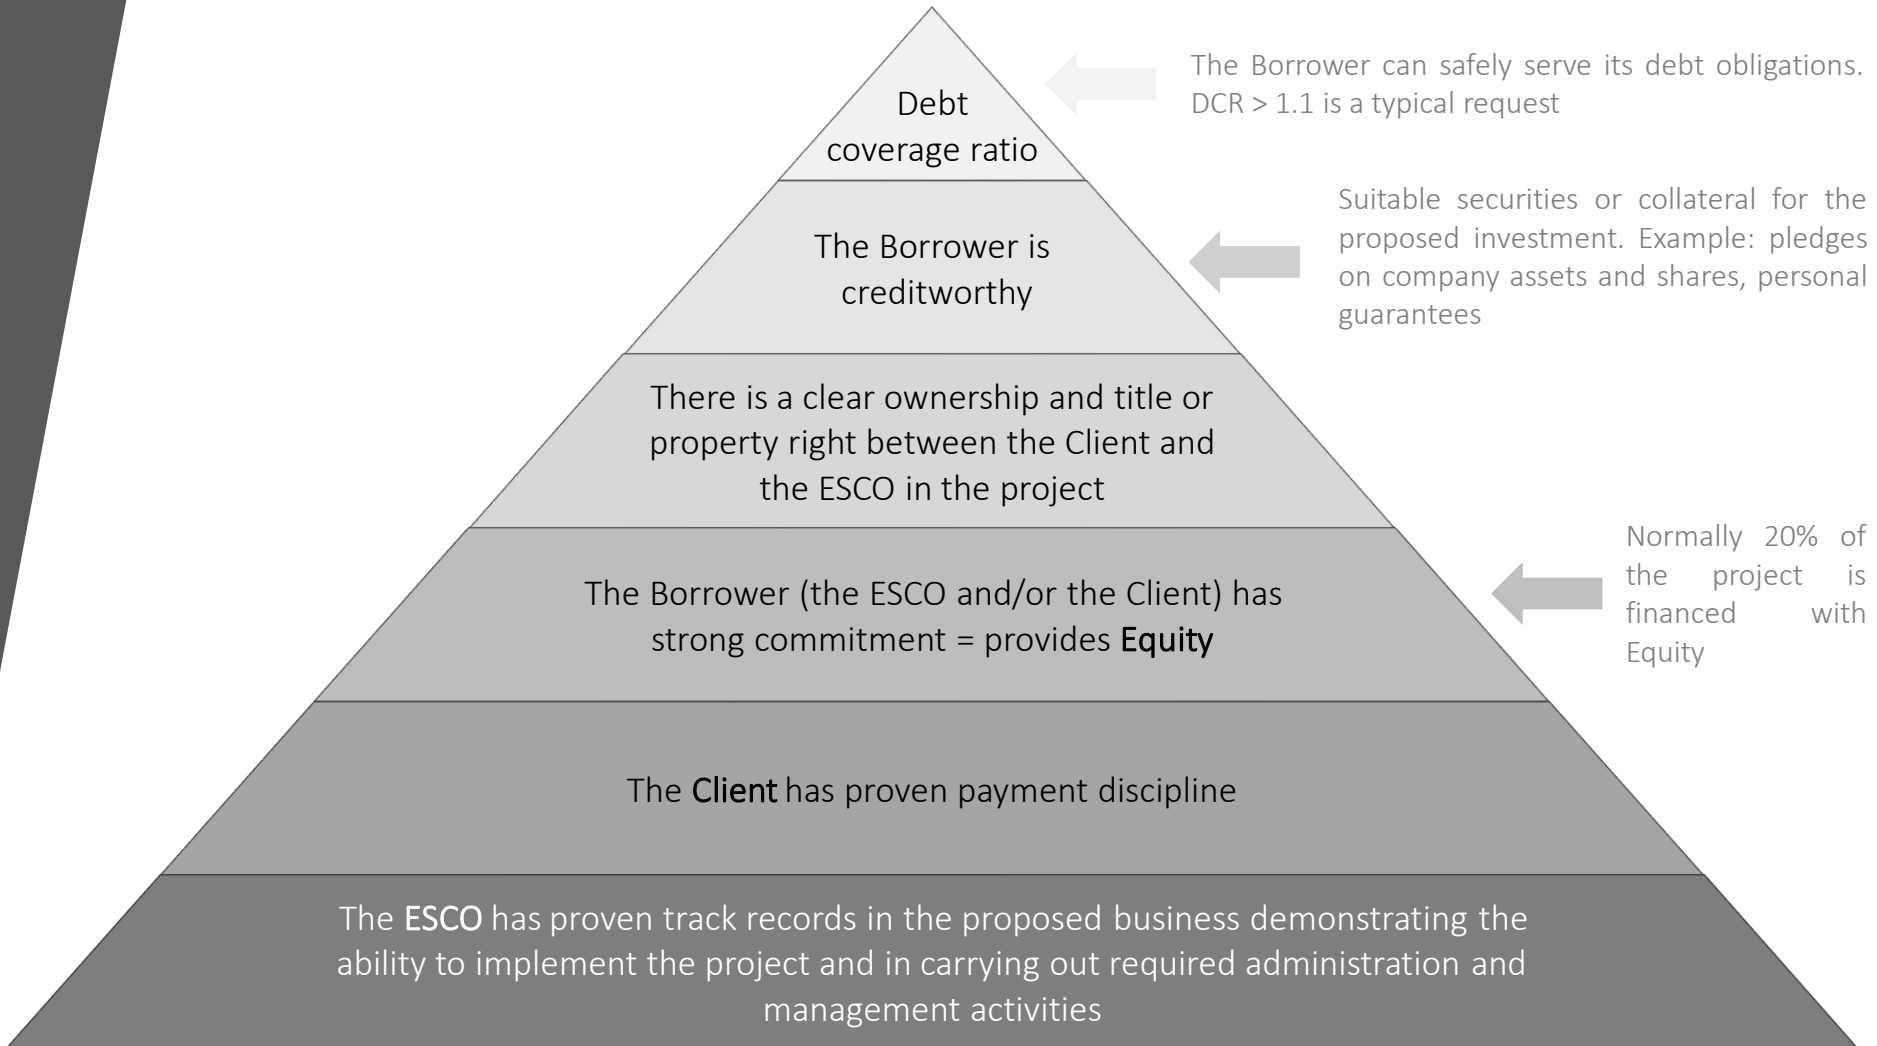 Debt
coverage ratio
The Borrower can safely serve its debt obligations.
DCR > 1.1 is a typical request
The Borrower is
creditworthy
Suitable securities or collateral for the
proposed investment. Example: pledges
on company assets and shares, personal
guarantees
There is a clear ownership and title or
property right between the Client and
the ESCO in the project
The Borrower (the ESCO and/or the Client) has
strong commitment = provides Equity
Normally 20% of
the project is
financed with
Equity
The Client has proven payment discipline
The ESCO has proven track records in the proposed business demonstrating the
ability to implement the project and in carrying out required administration and
management activities